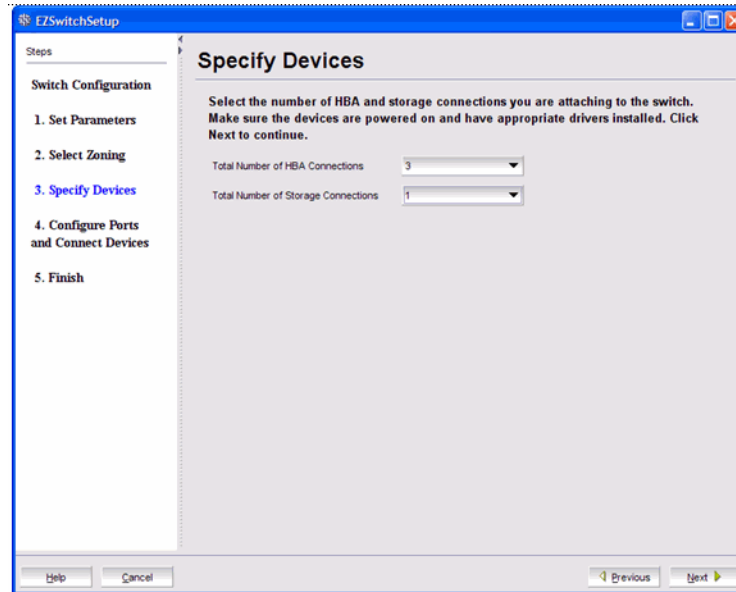 EZSwitchSetup
Steps
Switch Configuration
1. Set Parameters
2. Select Zoning
3. Specify Devices
4. Configure Ports
and Connect Devices
5. Finish
Specify Devices
Select the number of HBA and storage connections you are attaching to the switch.
Make sure the devices are powered on and have appropriate drivers installed. Click
Next to continue.
Total Number of HBA Connections 3
Total Number of Storage Connections 1
Help Cancel Previous Next